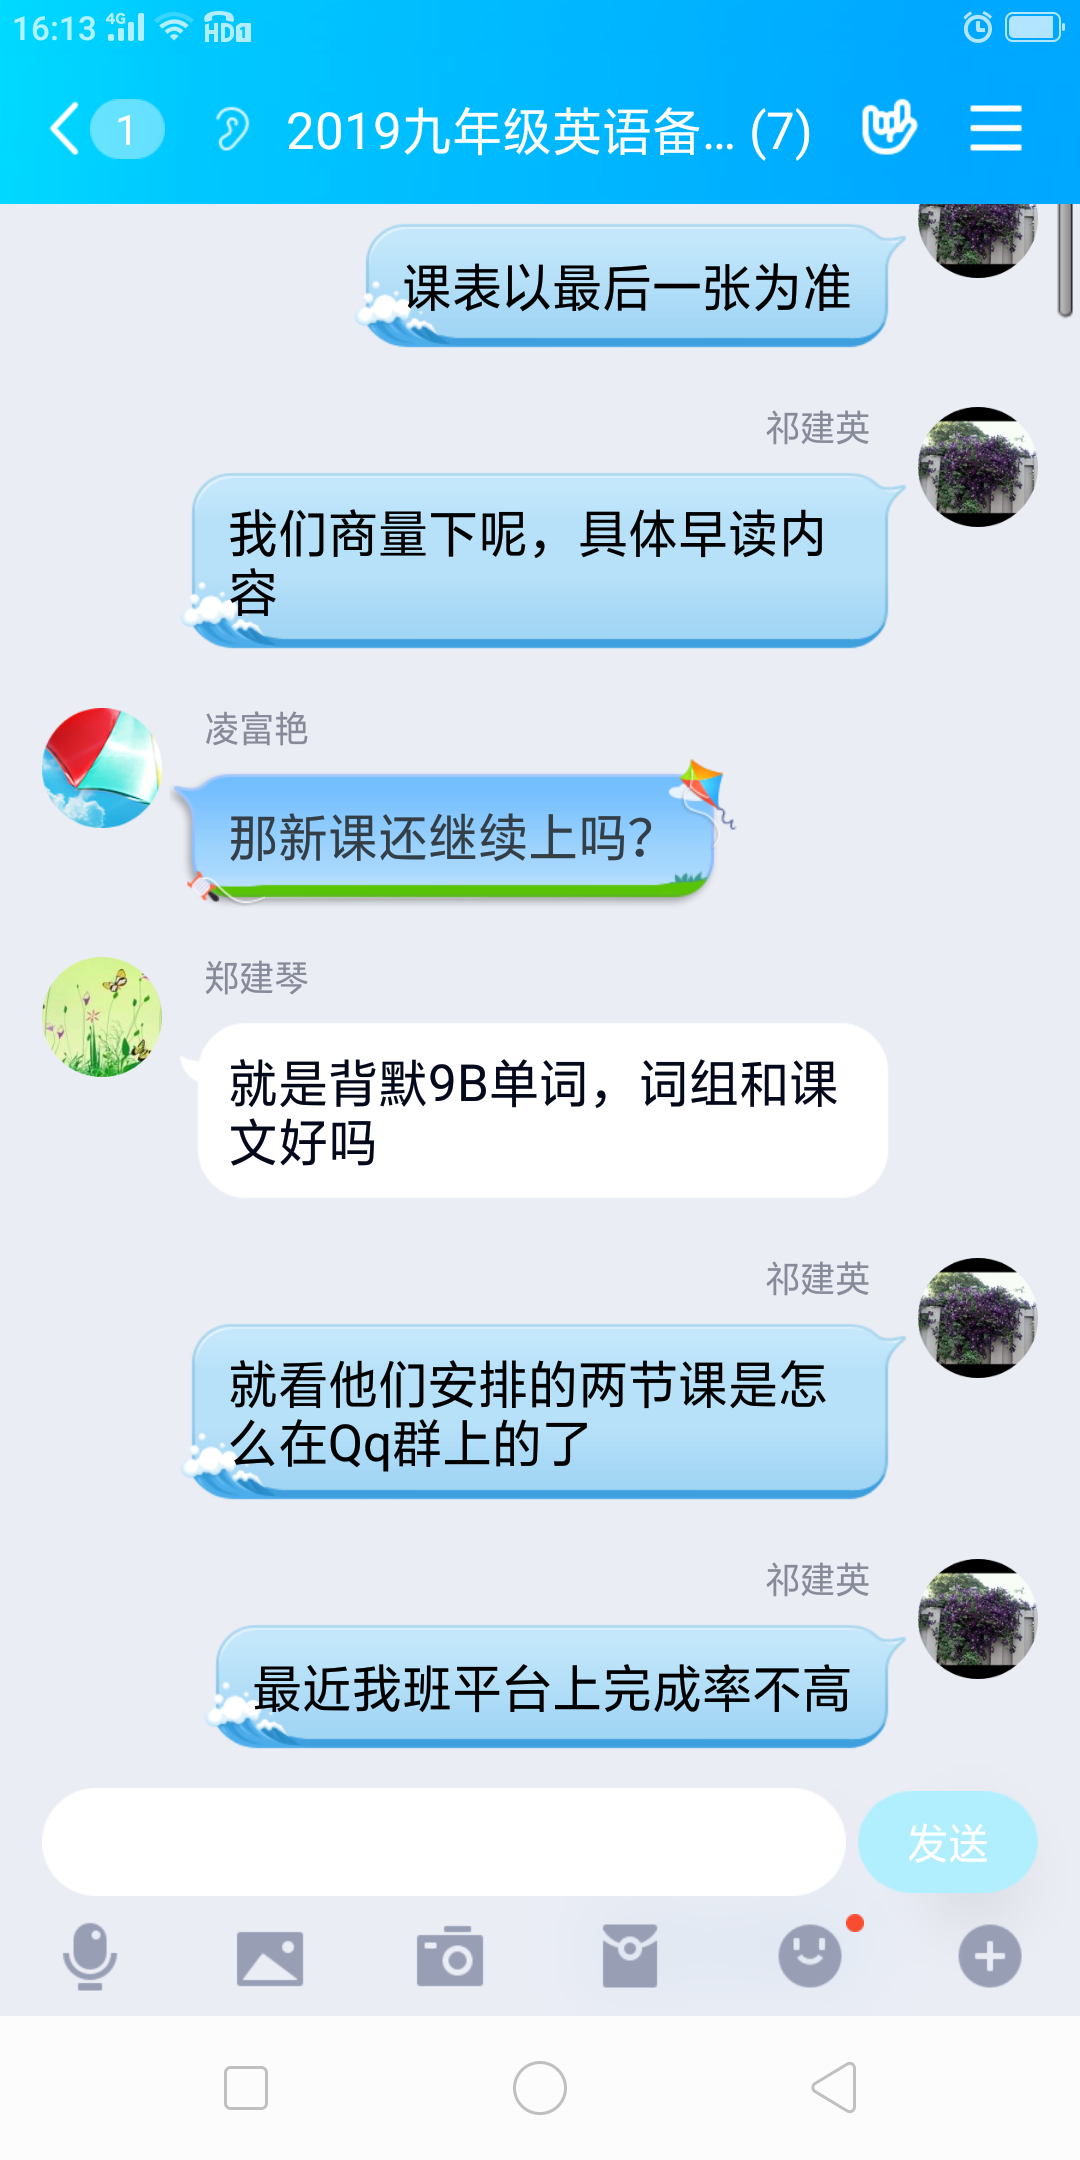 16:13 4G HD1
1 2019九年级英语备... (7)
课表以最后一张为准
祁建英
我们商量下呢，具体早读内
容
凌富艳
那新课还继续上吗？
郑建琴
就是背默9B单词，词组和课
文好吗
祁建英
就看他们安排的两节课是怎
么在Qq群上的了
祁建英
最近我班平台上完成率不高
发送